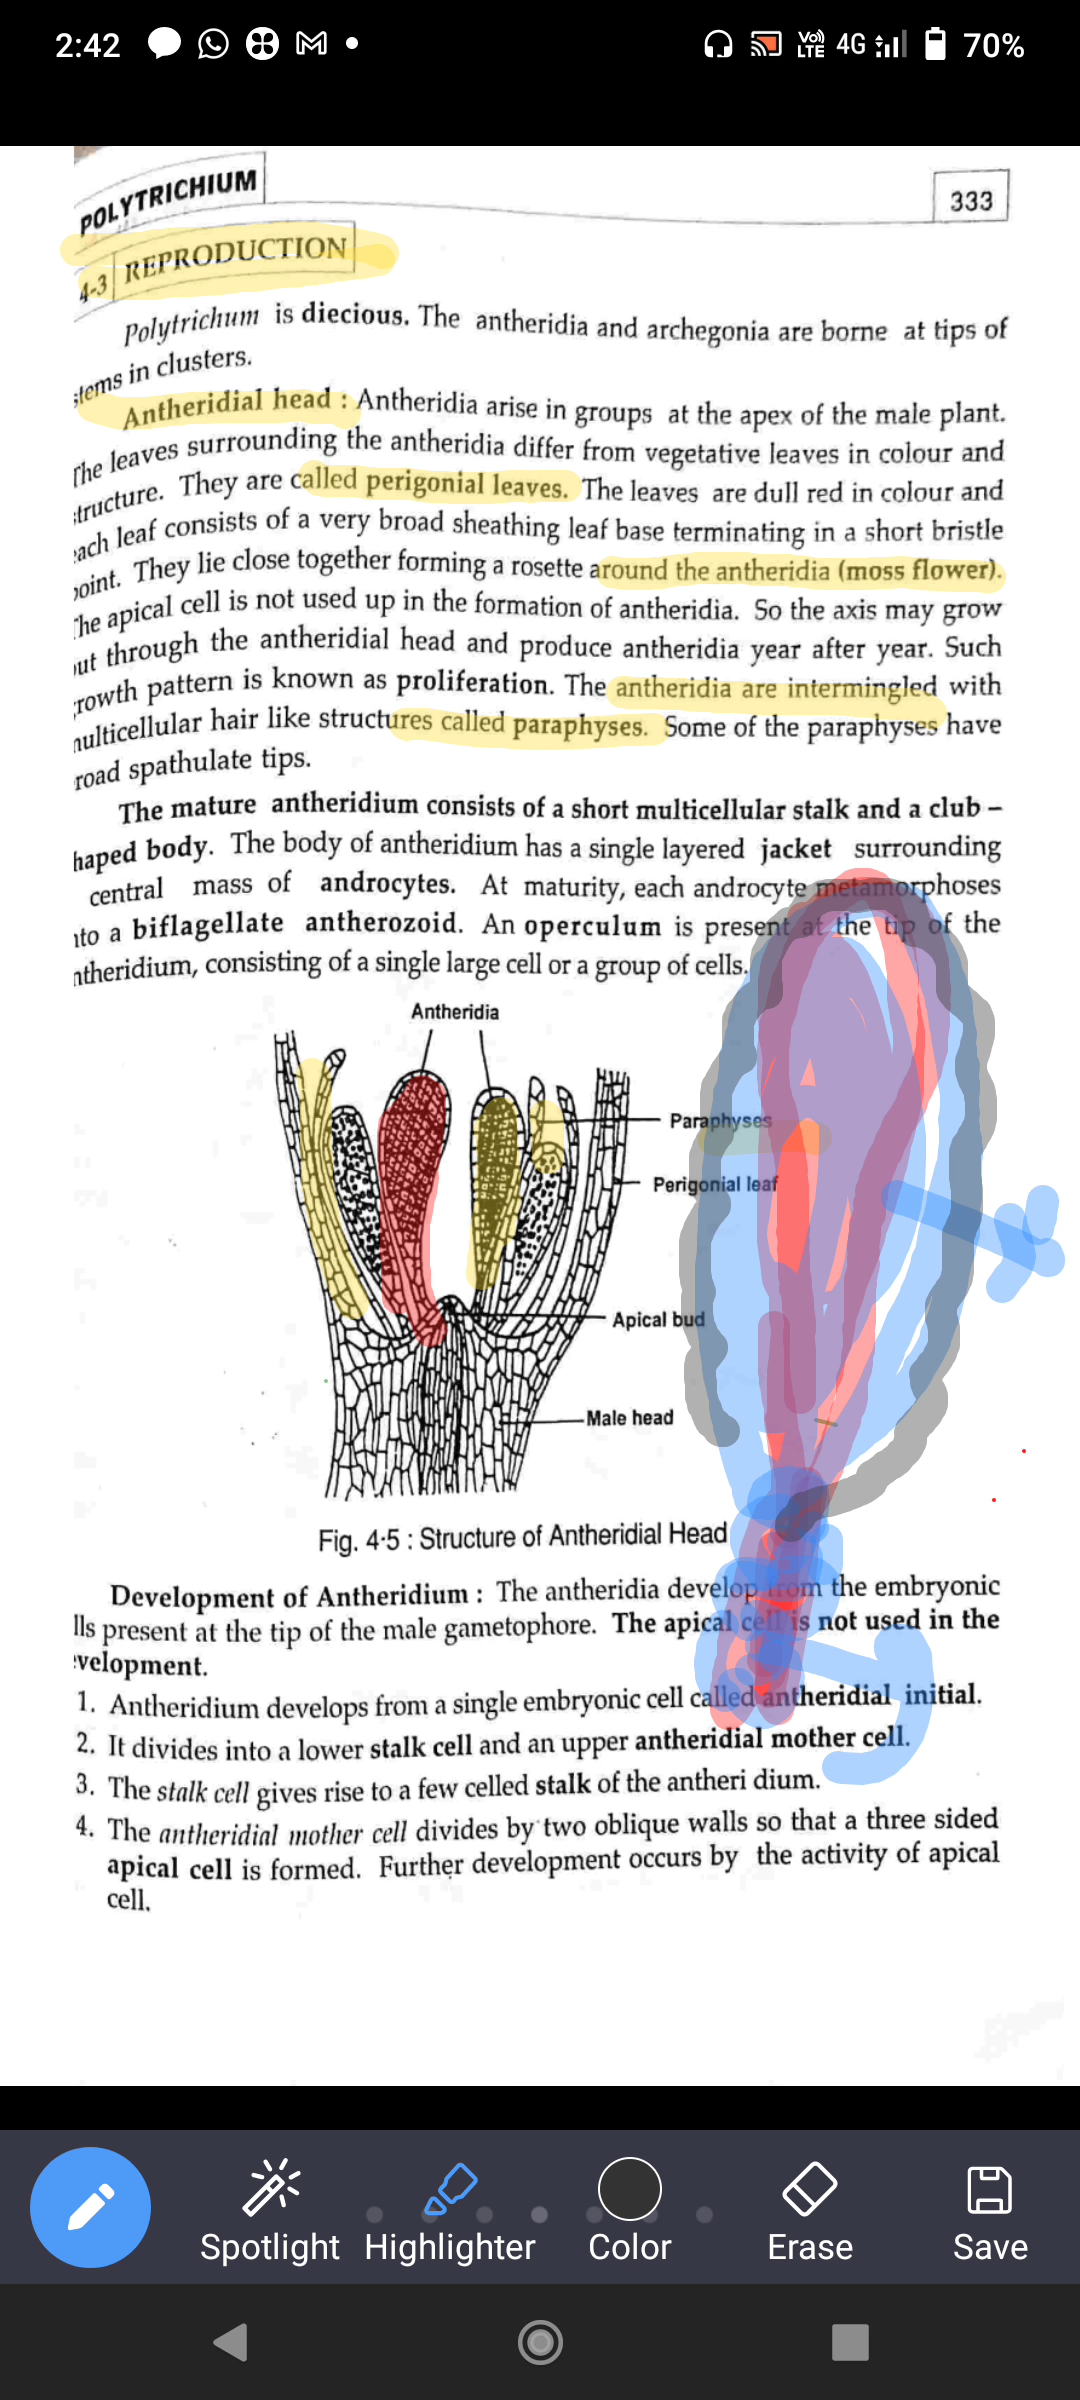 2:42
VoLTE 4G 70%
POLYTRICHIUM
333
4-3 REPRODUCTION
Polytrichum is diecious. The antheridia and archegonia are borne at tips of
stems in clusters.
Antheridial head : Antheridia arise in groups at the apex of the male plant.
The leaves surrounding the antheridia differ from vegetative leaves in colour and
structure. They are called perigonial leaves. The leaves are dull red in colour and
each leaf consists of a very broad sheathing leaf base terminating in a short bristle
point. They lie close together forming a rosette around the antheridia (moss flower).
The apical cell is not used up in the formation of antheridia. So the axis may grow
out through the antheridial head and produce antheridia year after year. Such
growth pattern is known as proliferation. The antheridia are intermingled with
multicellular hair like structures called paraphyses. Some of the paraphyses have
road spathulate tips.
The mature antheridium consists of a short multicellular stalk and a club –
haped body. The body of antheridium has a single layered jacket surrounding
central mass of androcytes. At maturity, each androcyte metamorphoses
into a biflagellate antherozoid. An operculum is present at the tip of the
ntheridium, consisting of a single large cell or a group of cells.
Antheridia
Paraphyses
Perigonial leaf
Apical bud
Male head
Fig. 4·5 : Structure of Antheridial Head
Development of Antheridium : The antheridia develop from the embryonic
lls present at the tip of the male gametophore. The apical cell is not used in the
evelopment.
1. Antheridium develops from a single embryonic cell called antheridial initial.
2. It divides into a lower stalk cell and an upper antheridial mother cell.
3. The stalk cell gives rise to a few celled stalk of the antheri dium.
4. The antheridial mother cell divides by two oblique walls so that a three sided
apical cell is formed. Further development occurs by the activity of apical
cell.
Spotlight Highlighter Color Erase Save